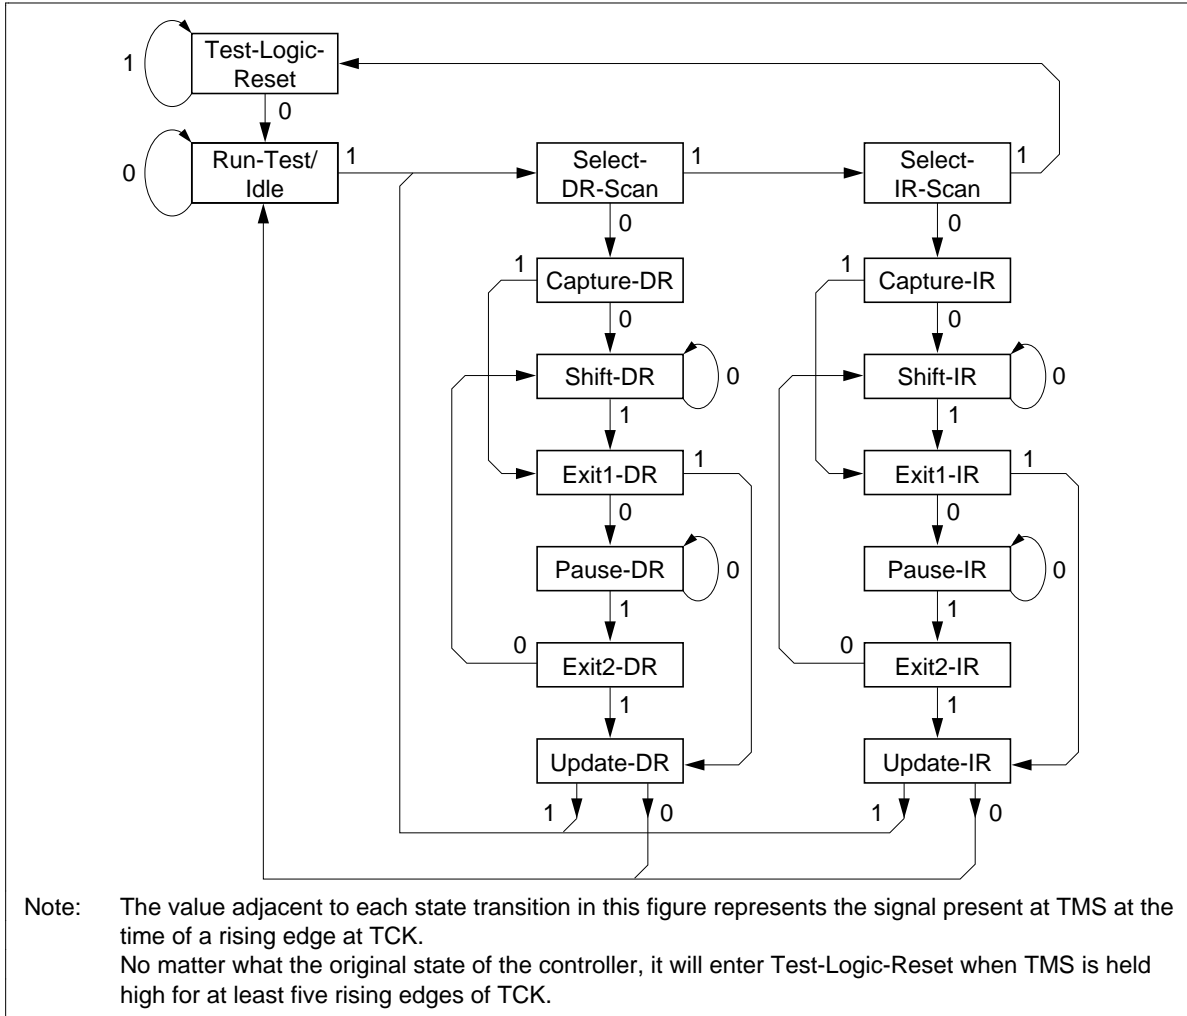 Test-Logic-
Reset
1
0
Run-Test/
Idle
0
1
Select-
DR-Scan
1
Select-
IR-Scan
1
0
0
1
Capture-DR
1
Capture-IR
0
0
Shift-DR
0
Shift-IR
0
1
1
Exit1-DR
1
Exit1-IR
1
0
0
Pause-DR
0
Pause-IR
0
1
1
0
Exit2-DR
0
Exit2-IR
1
1
Update-DR
Update-IR
1
0
1
0
Note: The value adjacent to each state transition in this figure represents the signal present at TMS at the
time of a rising edge at TCK.
No matter what the original state of the controller, it will enter Test-Logic-Reset when TMS is held
high for at least five rising edges of TCK.